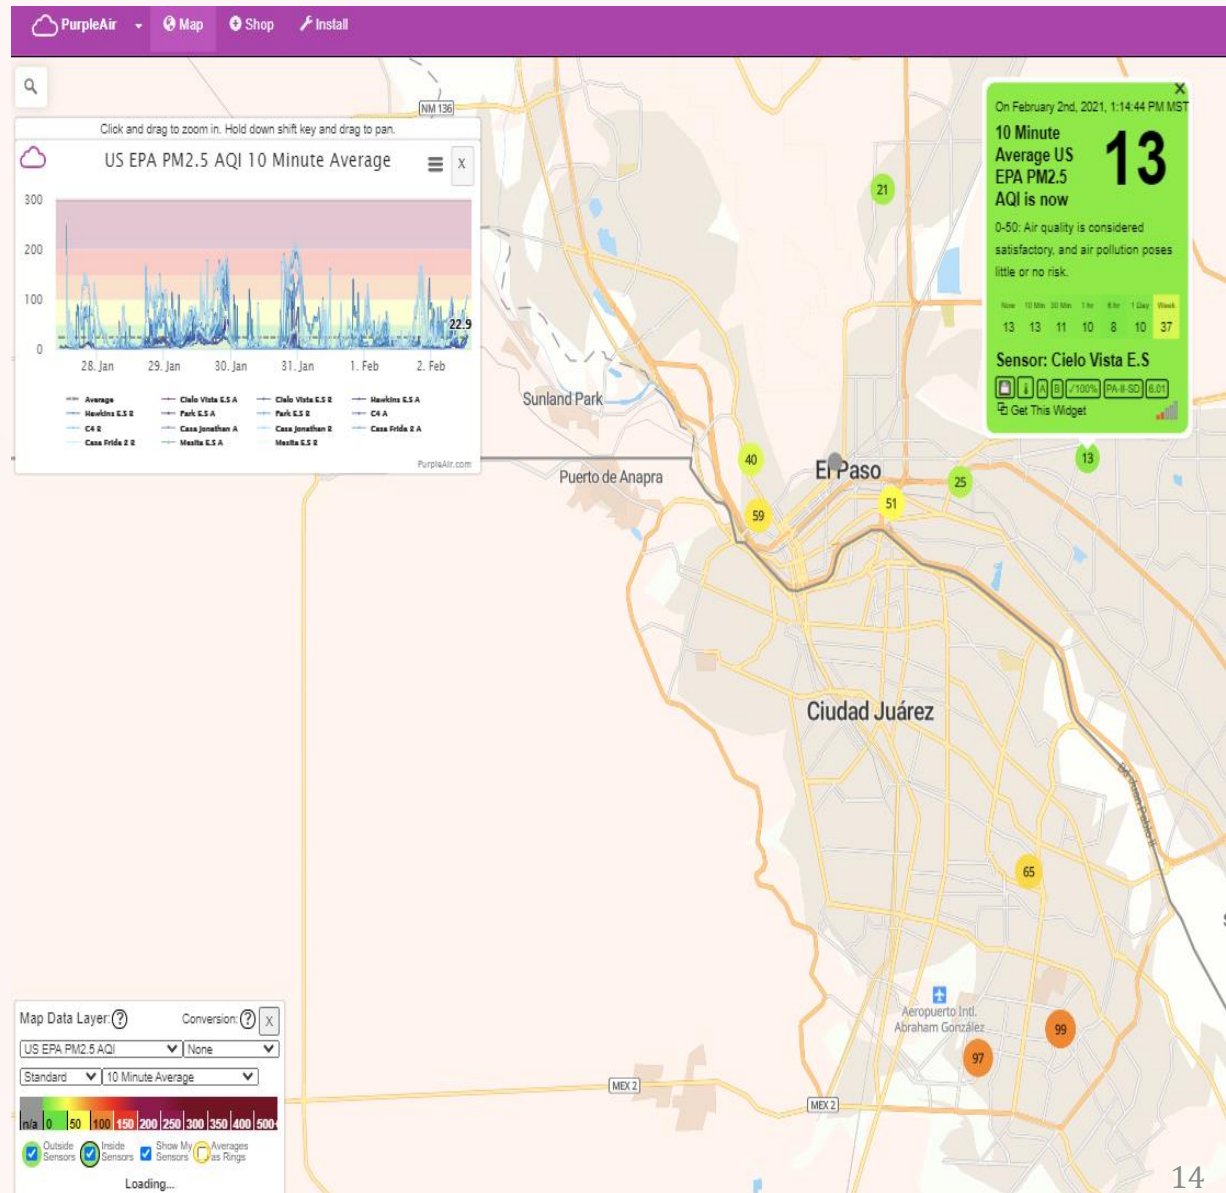 PurpleAir Map Shop Install
NM 136
Click and drag to zoom in. Hold down shift key and drag to pan.
US EPA PM2.5 AQI 10 Minute Average X
300
200
100
0
22.9
28. Jan 29. Jan 30. Jan 31. Jan 1. Feb 2. Feb
Average Cielo Vista E.S A Cielo Vista E.S B Hawkins E.S A
Hawkins E.S B Park E.S A Park E.S B C4 A
C4 B Casa Jonathan A Casa Jonathan B Casa Frida 2 A
Casa Frida 2 B Mesita E.S A Mesita E.S B
PurpleAir.com
X
On February 2nd, 2021, 1:14:44 PM MST
10 Minute
Average US
EPA PM2.5
AQI is now
13
0-50: Air quality is considered
satisfactory, and air pollution poses
little or no risk.
Now 10 Min 30 Min 1 hr 6 hr 1 Day Week
13 13 11 10 8 10 37
Sensor: Cielo Vista E.S
A B ✓100% PA-II-SD 6.01
Get This Widget
21
Sunland Park
40
El Paso
13
Puerto de Anapra
25
51
59
Ciudad Juárez
Blv. Juan Pablo II
65
Aeropuerto Intl.
Abraham González
99
97
MEX 2
MEX 2
Map Data Layer: ? Conversion: ? X
US EPA PM2.5 AQI None
Standard 10 Minute Average
n/a 0 50 100 150 200 250 300 350 400 500+
Outside
Sensors
Inside
Sensors
Show My
Sensors
Averages
as Rings
Loading...
14